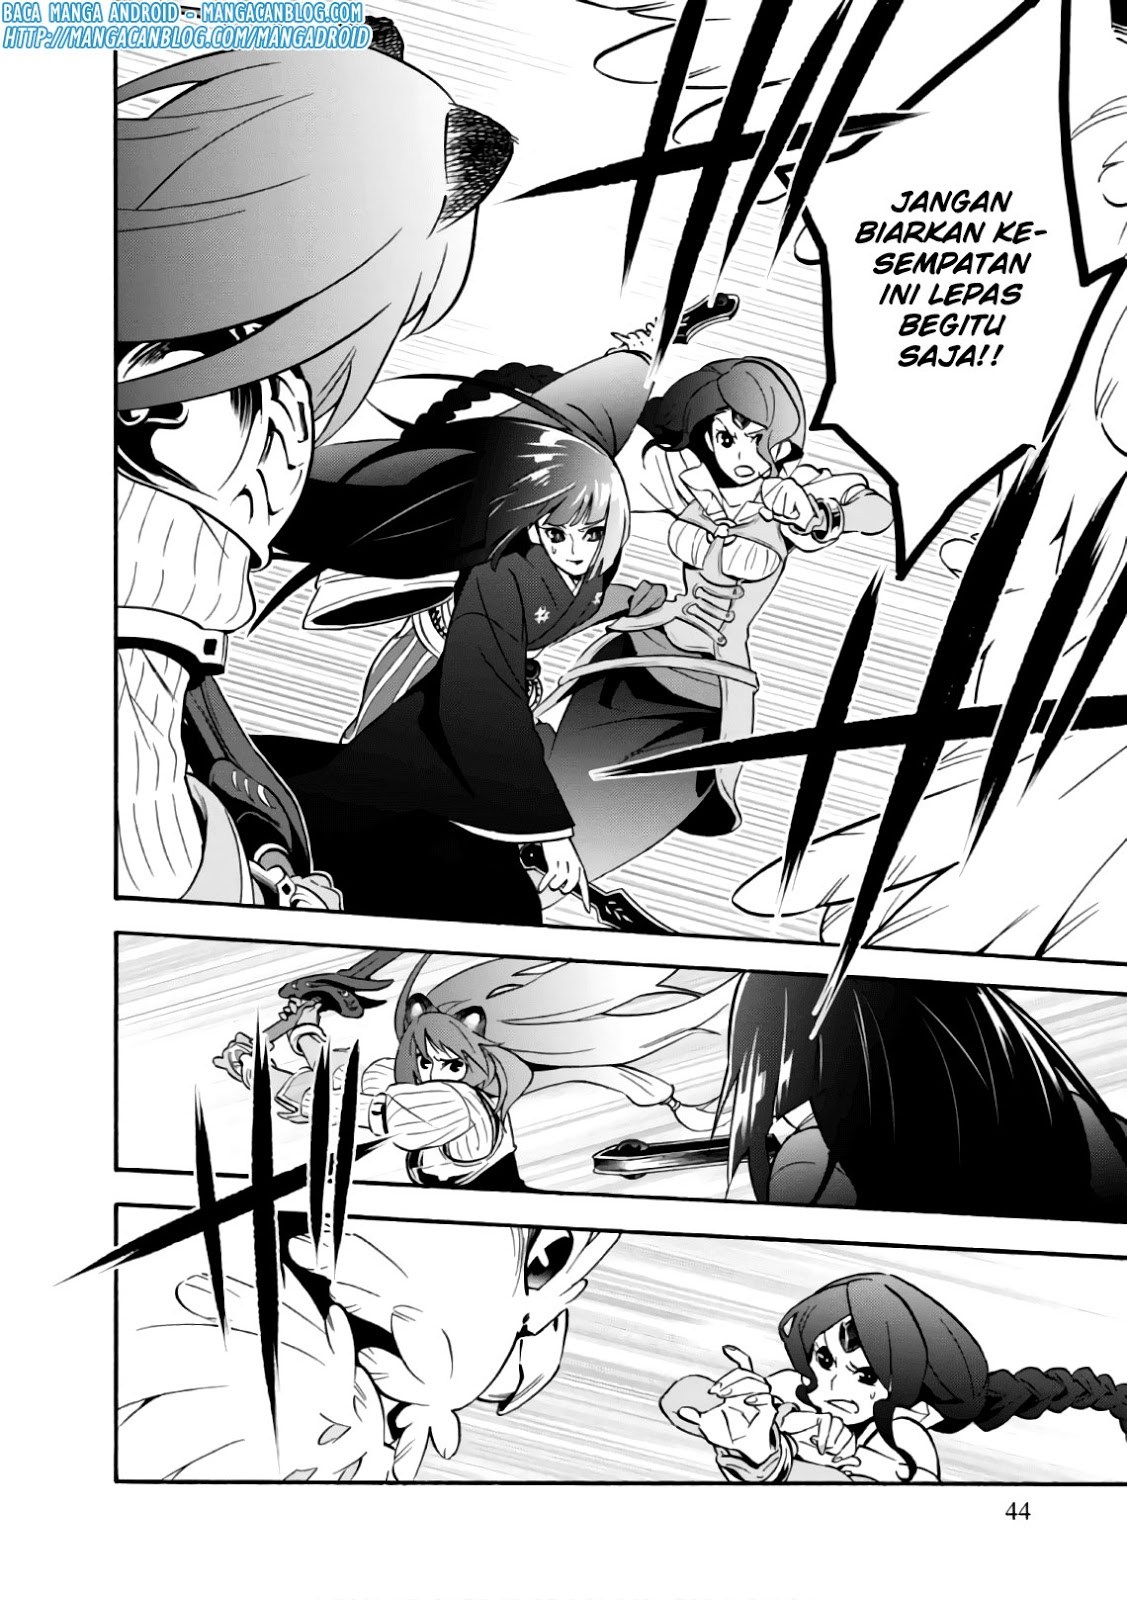 BACA MANGA ANDROID - MANGACANBLOG.COM
HTTP://MANGACANBLOG.COM/MANGADROID
JANGAN
BIARKAN KE-
SEMPATAN
INI LEPAS
BEGITU
SAJA!!
44